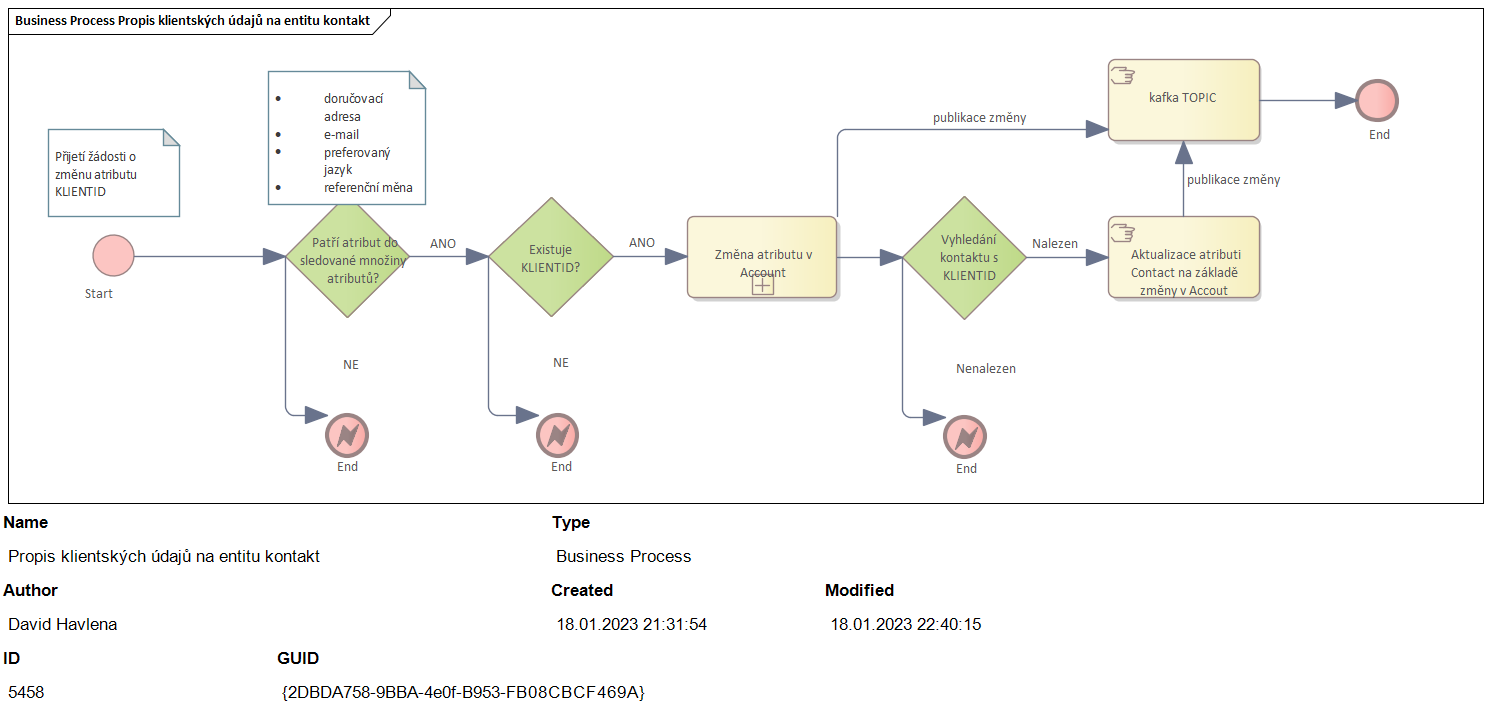 Business Process Propis klientských údajů na entitu kontakt
Přijetí žádosti o
změnu atributu
KLIENTID
Start
• doručovací
adresa
• e-mail
• preferovaný
jazyk
• referenční měna
Patří atribut do
sledované množiny
atributů?
ANO
NE
End
Existuje
KLIENTID?
ANO
NE
End
Změna atributu v
Account
publikace změny
Vyhledání
kontaktu s
KLIENTID
Nalezen
Nenalezen
End
Aktualizace atributi
Contact na základě
změny v Accout
publikace změny
kafka TOPIC
End
Name
Type
Propis klientských údajů na entitu kontakt
Business Process
Author
Created
Modified
David Havlena
18.01.2023 21:31:54
18.01.2023 22:40:15
ID
GUID
5458
{2DBDA758-9BBA-4e0f-B953-FB08CBCF469A}